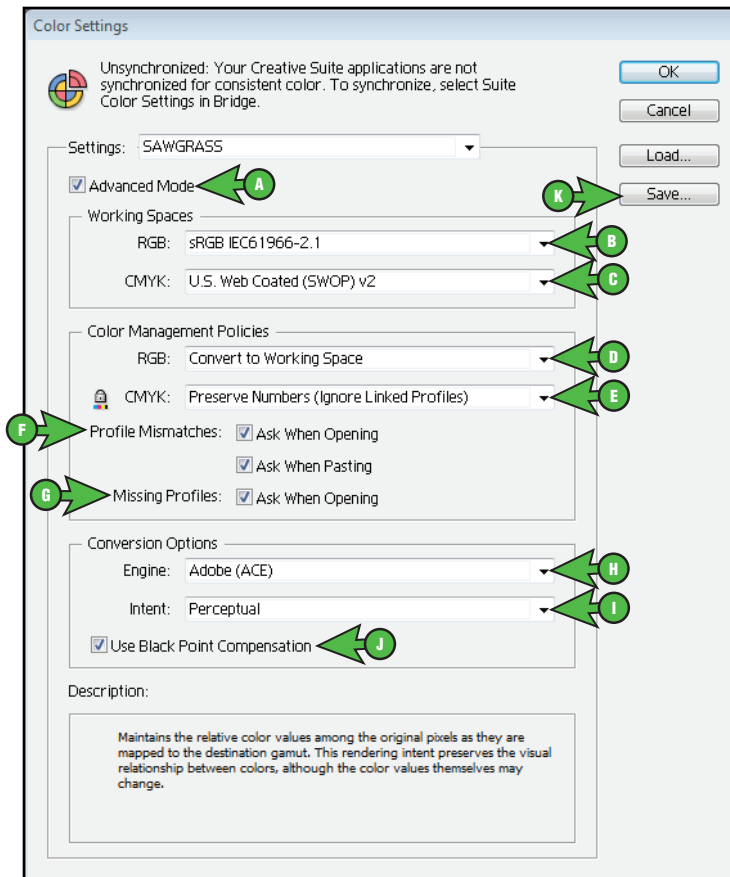 Color Settings
Unsynchronized: Your Creative Suite applications are not
synchronized for consistent color. To synchronize, select Suite
Color Settings in Bridge.
OK
Cancel
Load...
Save...
K
Settings: SAWGRASS
Advanced Mode
A
Working Spaces
RGB: sRGB IEC61966-2.1
B
CMYK: U.S. Web Coated (SWOP) v2
C
Color Management Policies
RGB: Convert to Working Space
D
CMYK: Preserve Numbers (Ignore Linked Profiles)
E
F
Profile Mismatches: Ask When Opening
Ask When Pasting
G
Missing Profiles: Ask When Opening
Conversion Options
Engine: Adobe (ACE)
H
Intent: Perceptual
I
Use Black Point Compensation
J
Description:
Maintains the relative color values among the original pixels as they are
mapped to the destination gamut. This rendering intent preserves the visual
relationship between colors, although the color values themselves may
change.